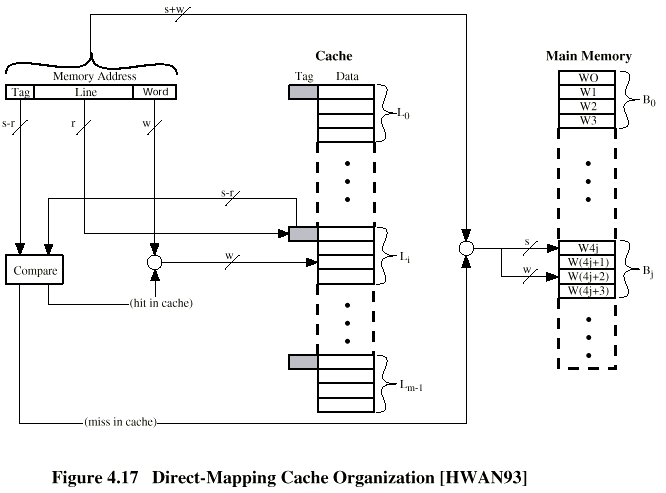 s+w
Cache
Main Memory
Memory Address
Tag Data
Tag Line Word
WO
W1
W2
W3
B0
L0
s-r
r
w
s-r
Compare
w
Li
s
w
W4j
W(4j+1)
W(4j+2)
W(4j+3)
Bj
(hit in cache)
Lm-1
(miss in cache)
Figure 4.17 Direct-Mapping Cache Organization [HWAN93]